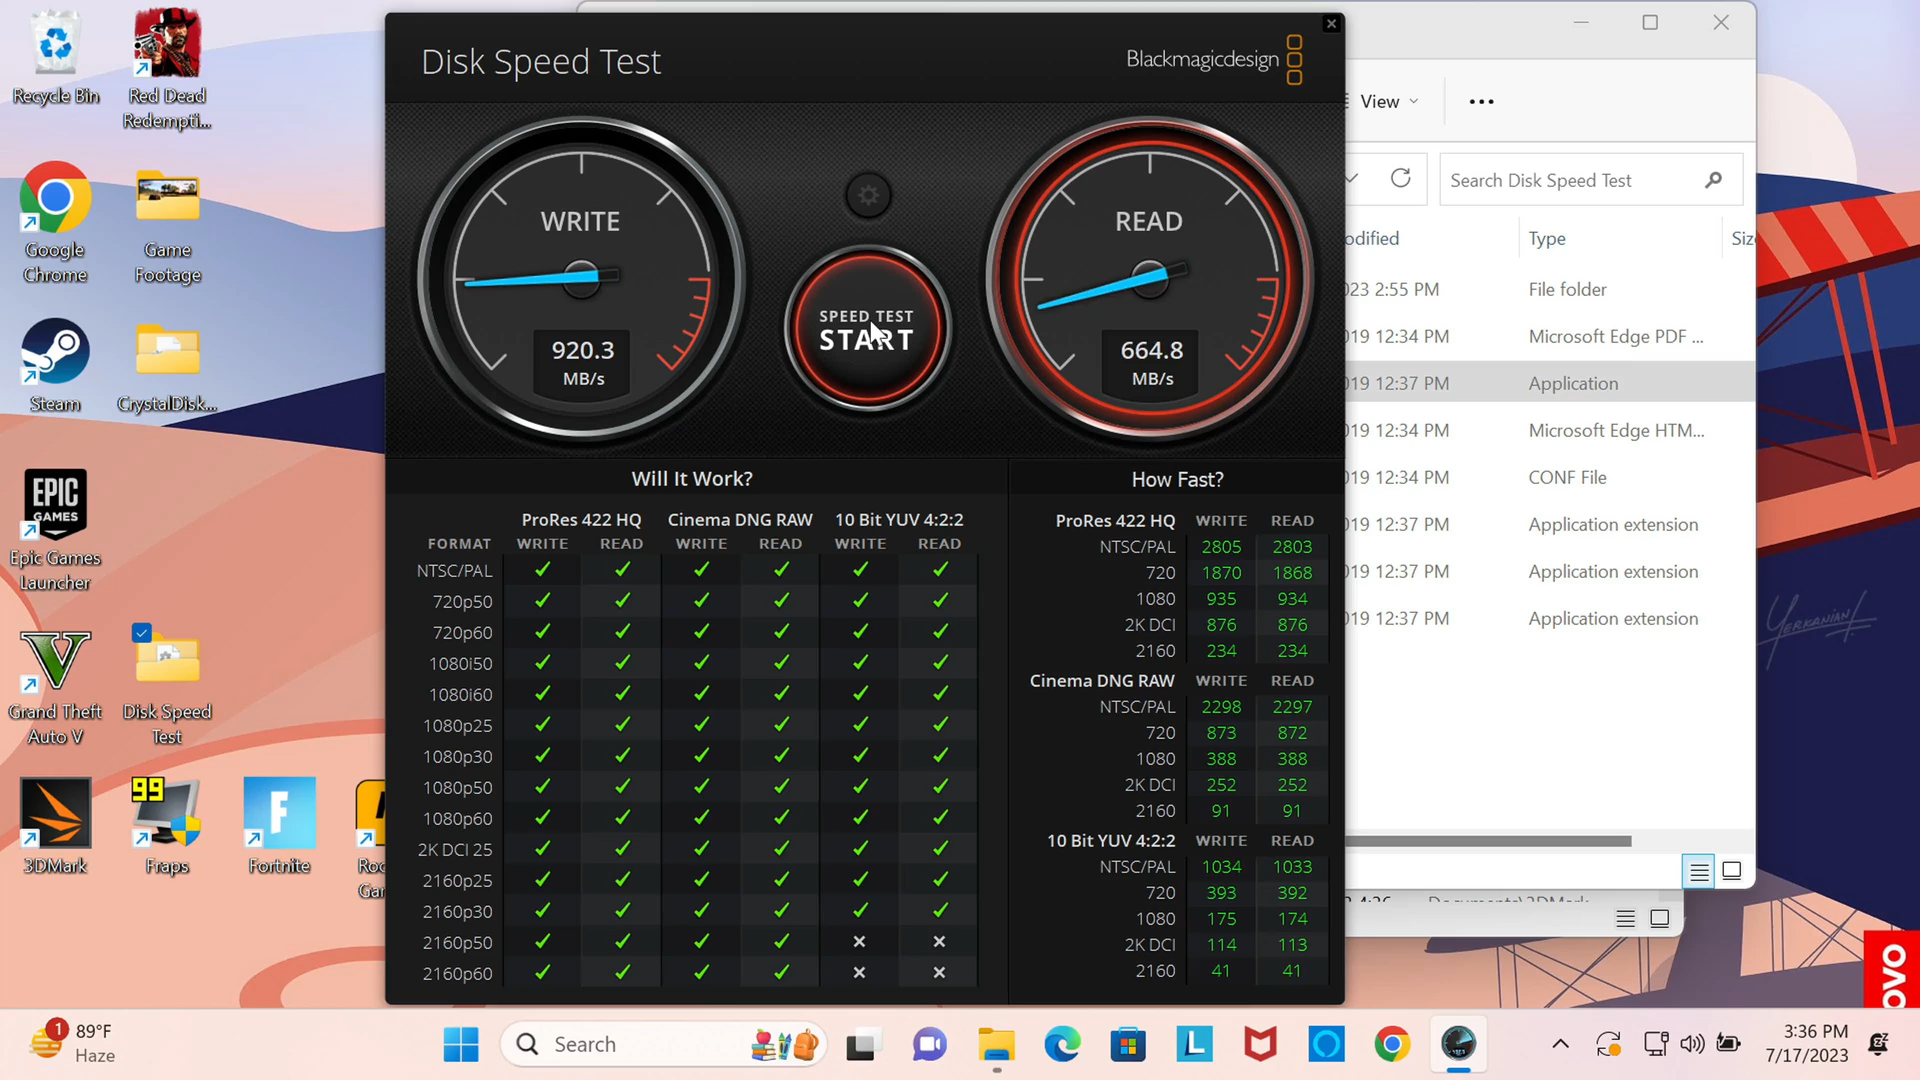 Recycle Bin
Red Dead
Redempti...
Google
Chrome
Game
Footage
Steam
CrystalDisk...
EPIC
GAMES
Epic Games
Launcher
Grand Theft
Auto V
Disk Speed
Test
99
3DMark
Fraps
F
Fortnite
Disk Speed Test
Blackmagicdesign
WRITE
920.3
MB/s
SPEED TEST
START
READ
664.8
MB/s
Will It Work?
ProRes 422 HQ Cinema DNG RAW 10 Bit YUV 4:2:2
FORMAT WRITE READ WRITE READ WRITE READ
NTSC/PAL ✓ ✓ ✓ ✓ ✓ ✓
720p50 ✓ ✓ ✓ ✓ ✓ ✓
720p60 ✓ ✓ ✓ ✓ ✓ ✓
1080i50 ✓ ✓ ✓ ✓ ✓ ✓
1080i60 ✓ ✓ ✓ ✓ ✓ ✓
1080p25 ✓ ✓ ✓ ✓ ✓ ✓
1080p30 ✓ ✓ ✓ ✓ ✓ ✓
1080p50 ✓ ✓ ✓ ✓ ✓ ✓
1080p60 ✓ ✓ ✓ ✓ ✓ ✓
2K DCI 25 ✓ ✓ ✓ ✓ ✓ ✓
2160p25 ✓ ✓ ✓ ✓ ✓ ✓
2160p30 ✓ ✓ ✓ ✓ ✓ ✓
2160p50 ✓ ✓ ✓ ✓ × ×
2160p60 ✓ ✓ ✓ ✓ × ×
How Fast?
ProRes 422 HQ WRITE READ
NTSC/PAL 2805 2803
720 1870 1868
1080 935 934
2K DCI 876 876
2160 234 234
Cinema DNG RAW WRITE READ
NTSC/PAL 2298 2297
720 873 872
1080 388 388
2K DCI 252 252
2160 91 91
10 Bit YUV 4:2:2 WRITE READ
NTSC/PAL 1034 1033
720 393 392
1080 175 174
2K DCI 114 113
2160 41 41
View
Search Disk Speed Test
odified Type Siz
023 2:55 PM File folder
019 12:34 PM Microsoft Edge PDF ...
019 12:37 PM Application
019 12:34 PM Microsoft Edge HTM...
019 12:34 PM CONF File
019 12:37 PM Application extension
019 12:37 PM Application extension
019 12:37 PM Application extension
OVO
1
89°F
Haze
Search
L
3:36 PM
7/17/2023